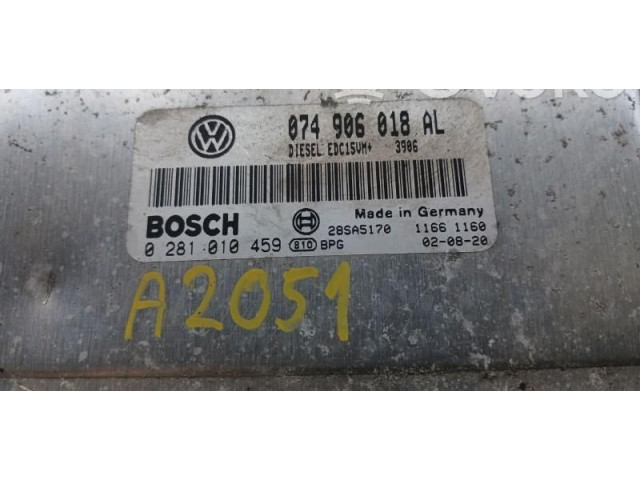 074 906 018 AL
DIESEL EDC15VM+ 3906
BOSCH
Made in Germany
28SA5170 1166 1160
0 281 010 459 810 BPG 02-08-20
A2051